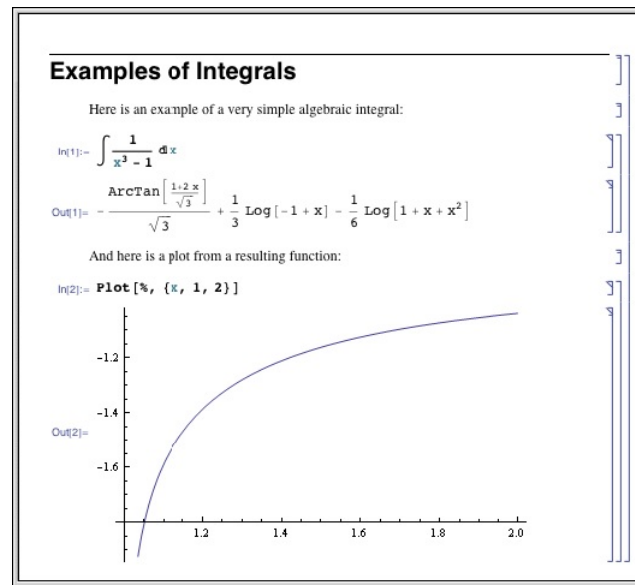 Examples of Integrals
Here is an example of a very simple algebraic integral:
In[1]:= ∫ 1/(x³ - 1) ⅆx
Out[1]= - ArcTan[(1+2 x)/√3]/√3 + 1/3 Log[-1 + x] - 1/6 Log[1 + x + x²]
And here is a plot from a resulting function:
In[2]:= Plot[%, {x, 1, 2}]
-1.2
-1.4
Out[2]=
-1.6
1.2 1.4 1.6 1.8 2.0